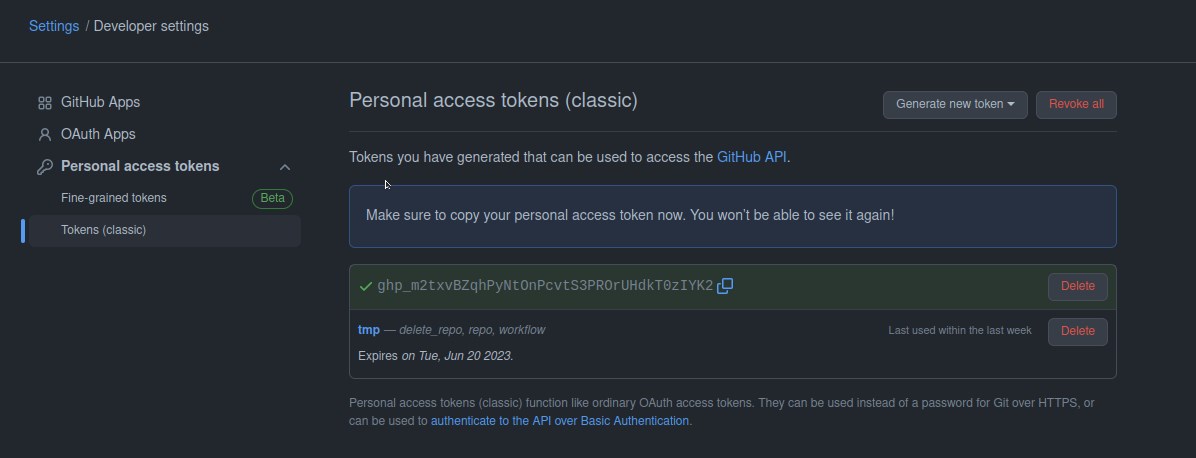 Settings / Developer settings
GitHub Apps
OAuth Apps
Personal access tokens
Fine-grained tokens Beta
Tokens (classic)
Personal access tokens (classic)
Generate new token
Revoke all
Tokens you have generated that can be used to access the GitHub API.
Make sure to copy your personal access token now. You won't be able to see it again!
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
Delete
tmp — delete_repo, repo, workflow
Last used within the last week
Delete
Expires on Tue, Jun 20 2023.
Personal access tokens (classic) function like ordinary OAuth access tokens. They can be used instead of a password for Git over HTTPS, or
can be used to authenticate to the API over Basic Authentication.